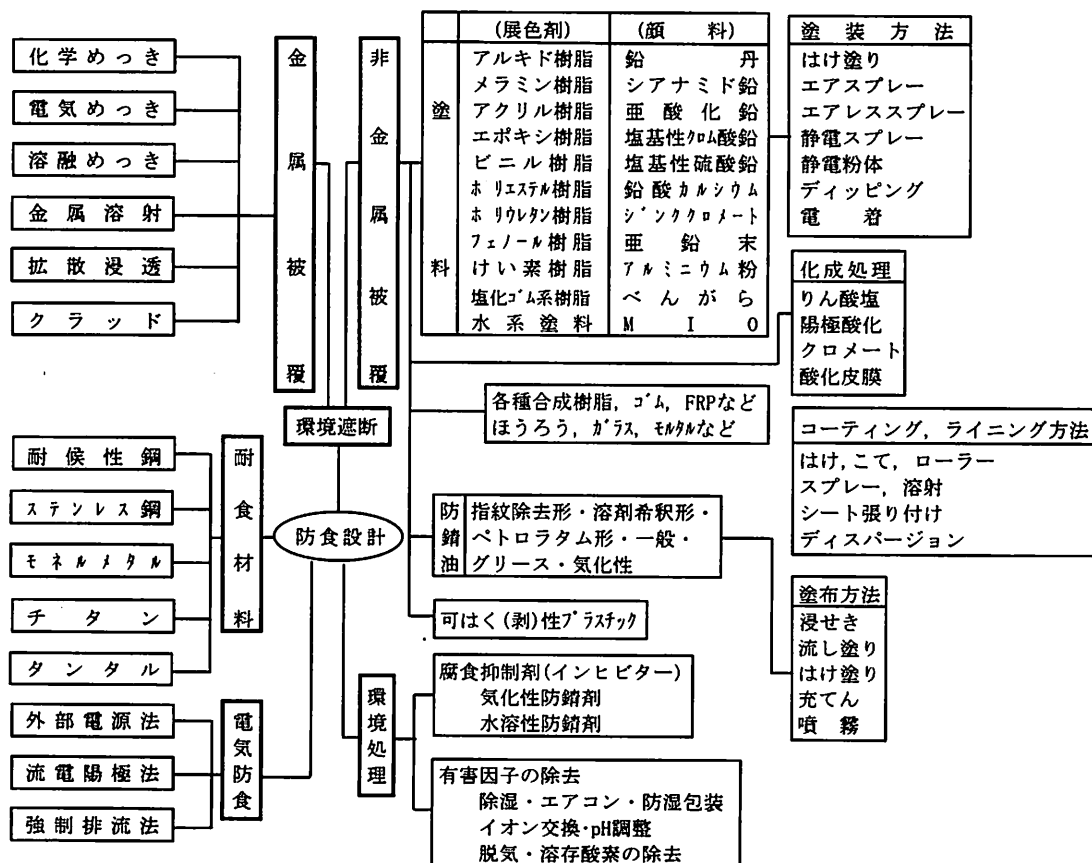 化学めっき
電気めっき
溶融めっき
金属溶射
拡散浸透
クラッド
金属被覆
非金属被覆
環境遮断
塗料
(展色剤) (顔料)
アルキド樹脂 鉛丹
メラミン樹脂 シアナミド鉛
アクリル樹脂 亜酸化鉛
エポキシ樹脂 塩基性クロム酸鉛
ビニル樹脂 塩基性硫酸鉛
ポリエステル樹脂 鉛酸カルシウム
ポリウレタン樹脂 ジンククロメート
フェノール樹脂 亜鉛末
けい素樹脂 アルミニウム粉
塩化ゴム系樹脂 べんがら
水系塗料 MIO
塗装方法
はけ塗り
エアスプレー
エアレススプレー
静電スプレー
静電粉体
ディッピング
電着
化成処理
りん酸塩
陽極酸化
クロメート
酸化皮膜
各種合成樹脂, ゴム, FRPなど
ほうろう, ガラス, モルタルなど
コーティング, ライニング方法
はけ,こて, ローラー
スプレー, 溶射
シート張り付け
ディスパージョン
防錆油
指紋除去形・溶剤希釈形・
ペトロラタム形・一般・
グリース・気化性
塗布方法
浸せき
流し塗り
はけ塗り
充てん
噴霧
可はく(剥)性プラスチック
防食設計
耐候性鋼
ステンレス鋼
モネルメタル
チタン
タンタル
耐食材料
外部電源法
流電陽極法
強制排流法
電気防食
環境処理
腐食抑制剤(インヒビター)
気化性防錆剤
水溶性防錆剤
有害因子の除去
除湿・エアコン・防湿包装
イオン交換・pH調整
脱気・溶存酸素の除去